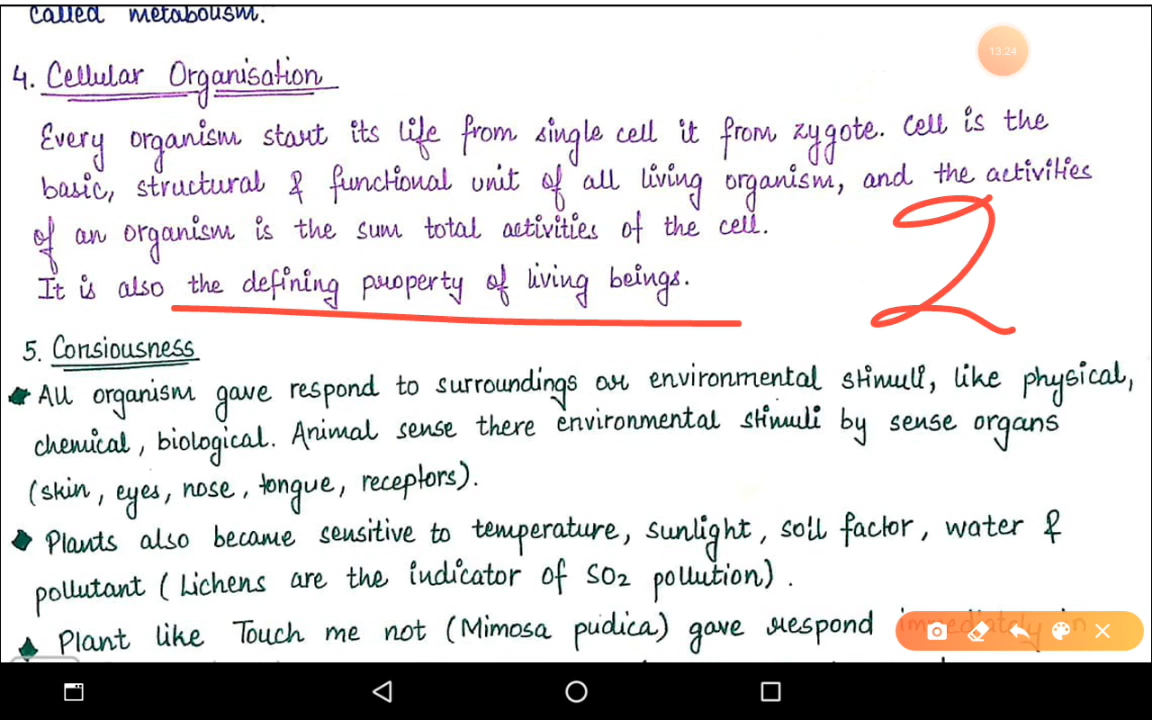 called metabolism.
13:24
4. Cellular Organisation
Every organism start its life from single cell it from zygote. Cell is the
basic, structural & functional unit of all living organism, and the activities
of an organism is the sum total activities of the cell.
It is also the defining property of living beings.
2
5. Consiousness
All organism gave respond to surroundings or environmental stimuli, like physical,
chemical, biological. Animal sense there environmental stimuli by sense organs
(skin, eyes, nose, tongue, receptors).
Plants also became sensitive to temperature, sunlight, soil factor, water &
pollutant (Lichens are the indicator of SO2 pollution).
Plant like Touch me not (Mimosa pudica) gave respond immediately in